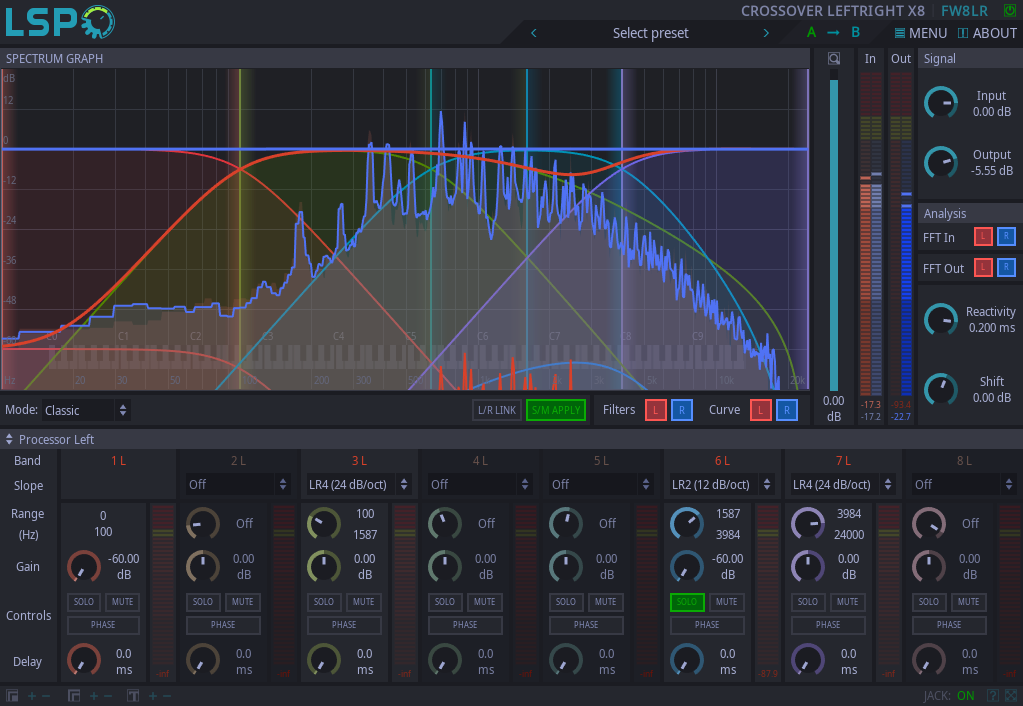 LSP
CROSSOVER LEFTRIGHT X8 FW8LR
Select preset A B MENU ABOUT
SPECTRUM GRAPH In Out Signal
dB
12
0
-12
-24
-36
-48
C1 C2 C3 C4 C5 C6 C7 C8 C9
Hz 20 30 50 200 300 3k 5k 10k 20k
Input
0.00 dB
Output
-5.55 dB
Analysis
FFT In L R
FFT Out L R
Reactivity
0.200 ms
Shift
0.00 dB
0.00
dB
-17.3 -93.4
-17.2 -22.7
Mode: Classic L/R LINK S/M APPLY Filters L R Curve L R
Processor Left
Band 1 L 2 L 3 L 4 L 5 L 6 L 7 L 8 L
Slope Off LR4 (24 dB/oct) Off Off LR2 (12 dB/oct) LR4 (24 dB/oct) Off
Range 0 Off 100 Off Off 1587 3984 Off
(Hz) 100 1587 3984 24000
Gain -60.00 0.00 0.00 0.00 0.00 -60.00 0.00 0.00
dB dB dB dB dB dB dB dB
Controls SOLO MUTE SOLO MUTE SOLO MUTE SOLO MUTE SOLO MUTE SOLO MUTE SOLO MUTE SOLO MUTE
PHASE PHASE PHASE PHASE PHASE PHASE PHASE PHASE
Delay 0.0 0.0 0.0 0.0 0.0 0.0 0.0 0.0
ms ms ms ms ms ms ms ms
-inf -inf -inf -inf -inf -87.9 -inf -inf
JACK: ON